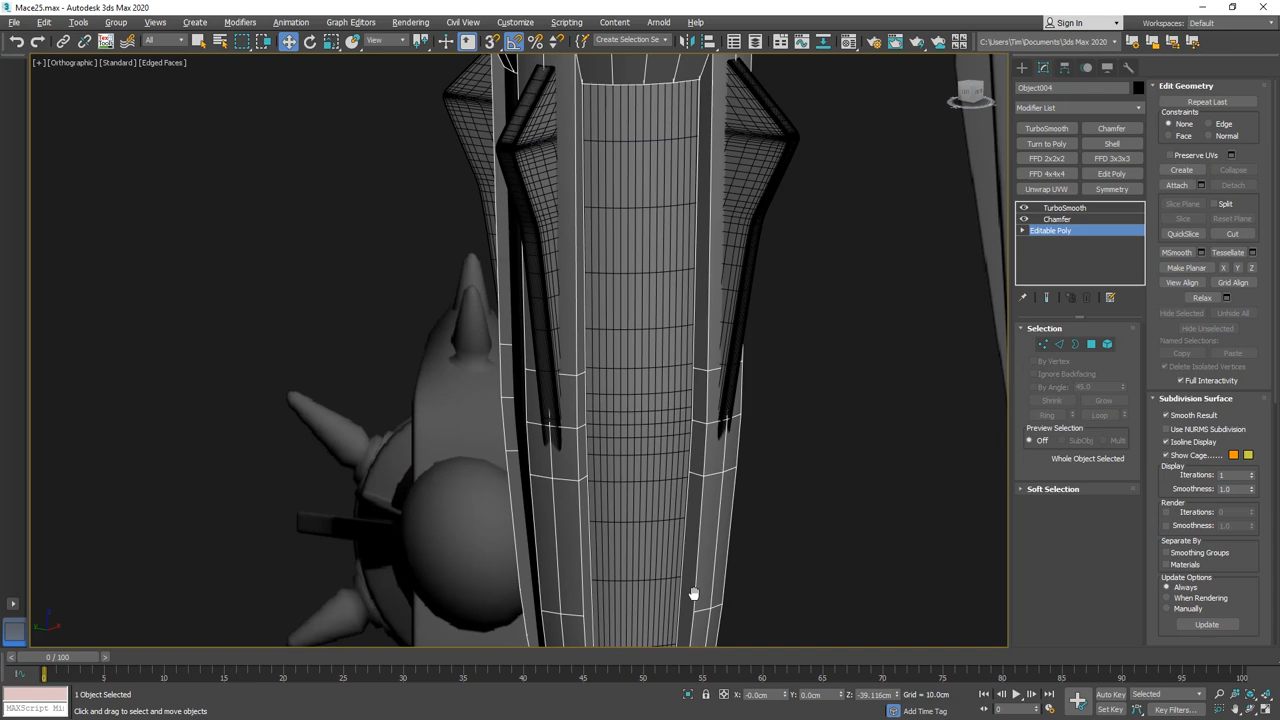 Mace25.max - Autodesk 3ds Max 2020
File Edit Tools Group Views Create Modifiers Animation Graph Editors Rendering Civil View Customize Scripting Content Arnold Help
Sign In Workspaces: Default
All View Create Selection Se C:\Users\Tim\Documents\3ds Max 2020
[+] [Orthographic] [Standard] [Edged Faces]
Object004
Modifier List
TurboSmooth Chamfer
Turn to Poly Shell
FFD 2x2x2 FFD 3x3x3
FFD 4x4x4 Edit Poly
Unwrap UVW Symmetry
TurboSmooth
Chamfer
Editable Poly
Selection
By Vertex
Ignore Backfacing
By Angle: 45.0
Shrink Grow
Ring Loop
Preview Selection
Off SubObj Multi
Whole Object Selected
Soft Selection
Edit Geometry
Repeat Last
Constraints
None Edge
Face Normal
Preserve UVs
Create Collapse
Attach Detach
Slice Plane Split
Slice Reset Plane
QuickSlice Cut
MSmooth Tessellate
Make Planar X Y Z
View Align Grid Align
Relax
Hide Selected Unhide All
Hide Unselected
Named Selections:
Copy Paste
Delete Isolated Vertices
Full Interactivity
Subdivision Surface
Smooth Result
Use NURMS Subdivision
Isoline Display
Show Cage......
Display
Iterations: 1
Smoothness: 1.0
Render
Iterations: 0
Smoothness: 1.0
Separate By
Smoothing Groups
Materials
Update Options
Always
When Rendering
Manually
Update
0 / 100
0 5 10 15 20 25 30 35 40 45 50 55 60 65 70 75 80 85 90 95 100
1 Object Selected
X: -0.0cm Y: 0.0cm Z: -39.116cm Grid = 10.0cm
Auto Key Selected
MAXScript Mi
Click and drag to select and move objects
Add Time Tag
0
Set Key Key Filters...